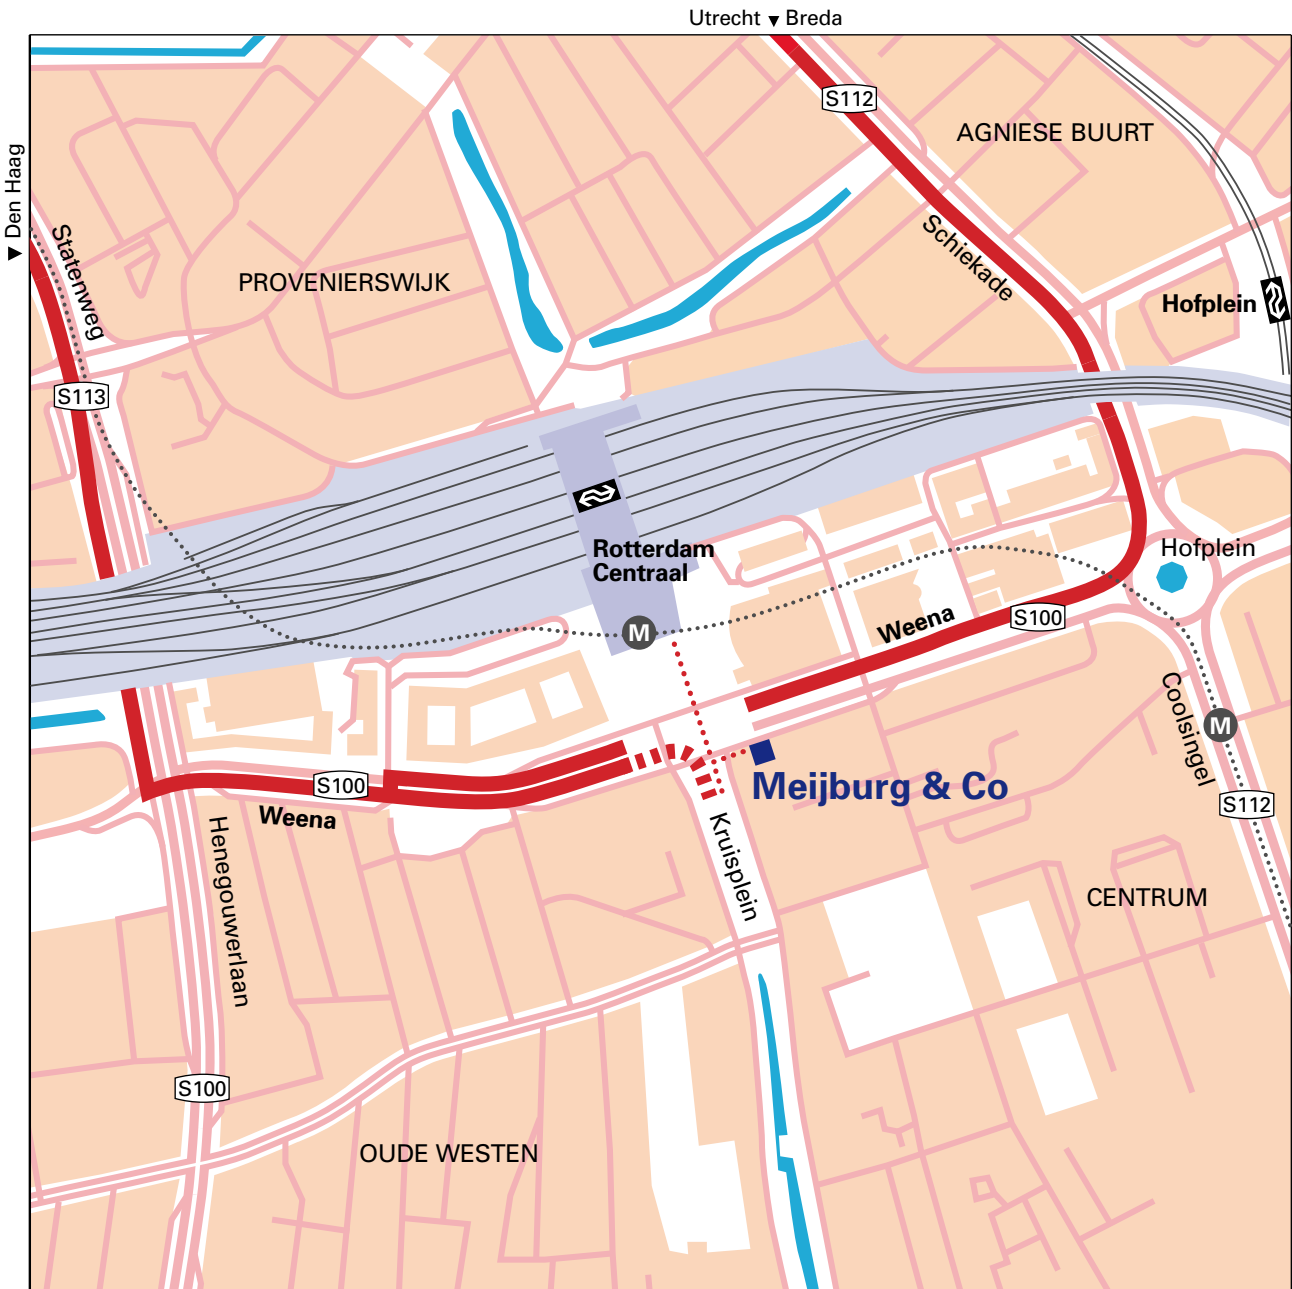 Utrecht ▼ Breda
S112
AGNIESE BUURT
▼ Den Haag
Statenweg
Schiekade
PROVENIERSWIJK
Hofplein
S113
Rotterdam
Centraal
Hofplein
M
Weena
S100
Coolsingel
M
S100
Meijburg & Co
S112
Weena
Kruisplein
Henegouwerlaan
CENTRUM
S100
OUDE WESTEN